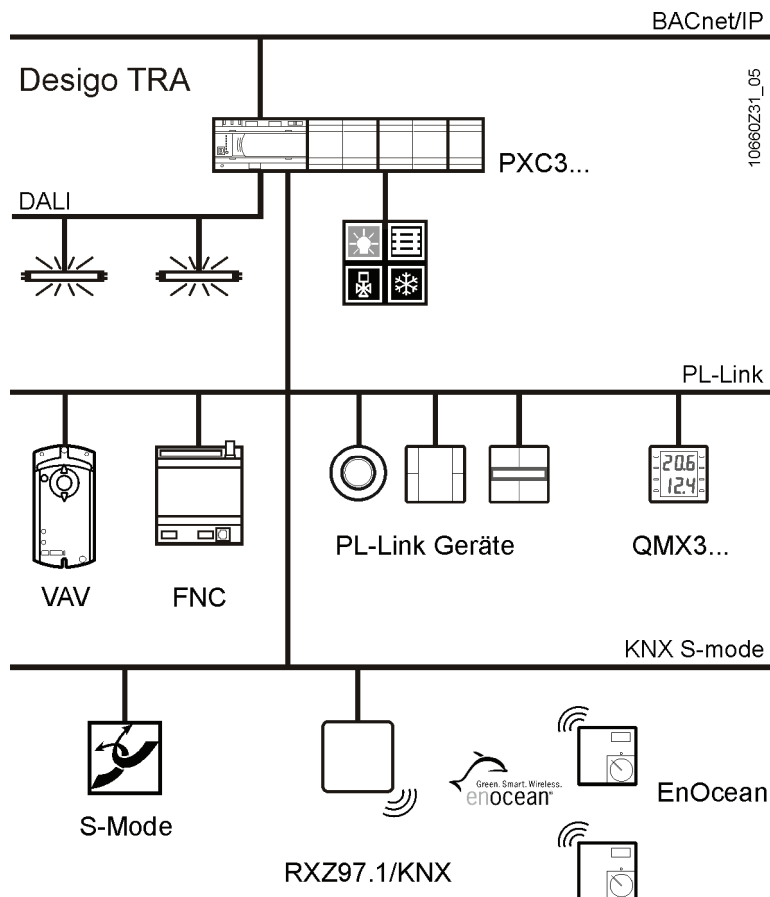 BACnet/IP
Desigo TRA
10660Z31_05
PXC3...
DALI
PL-Link
20.6
12.4
PL-Link Geräte
QMX3...
VAV
FNC
KNX S-mode
Green. Smart. Wireless.
enocean®
EnOcean
S-Mode
RXZ97.1/KNX